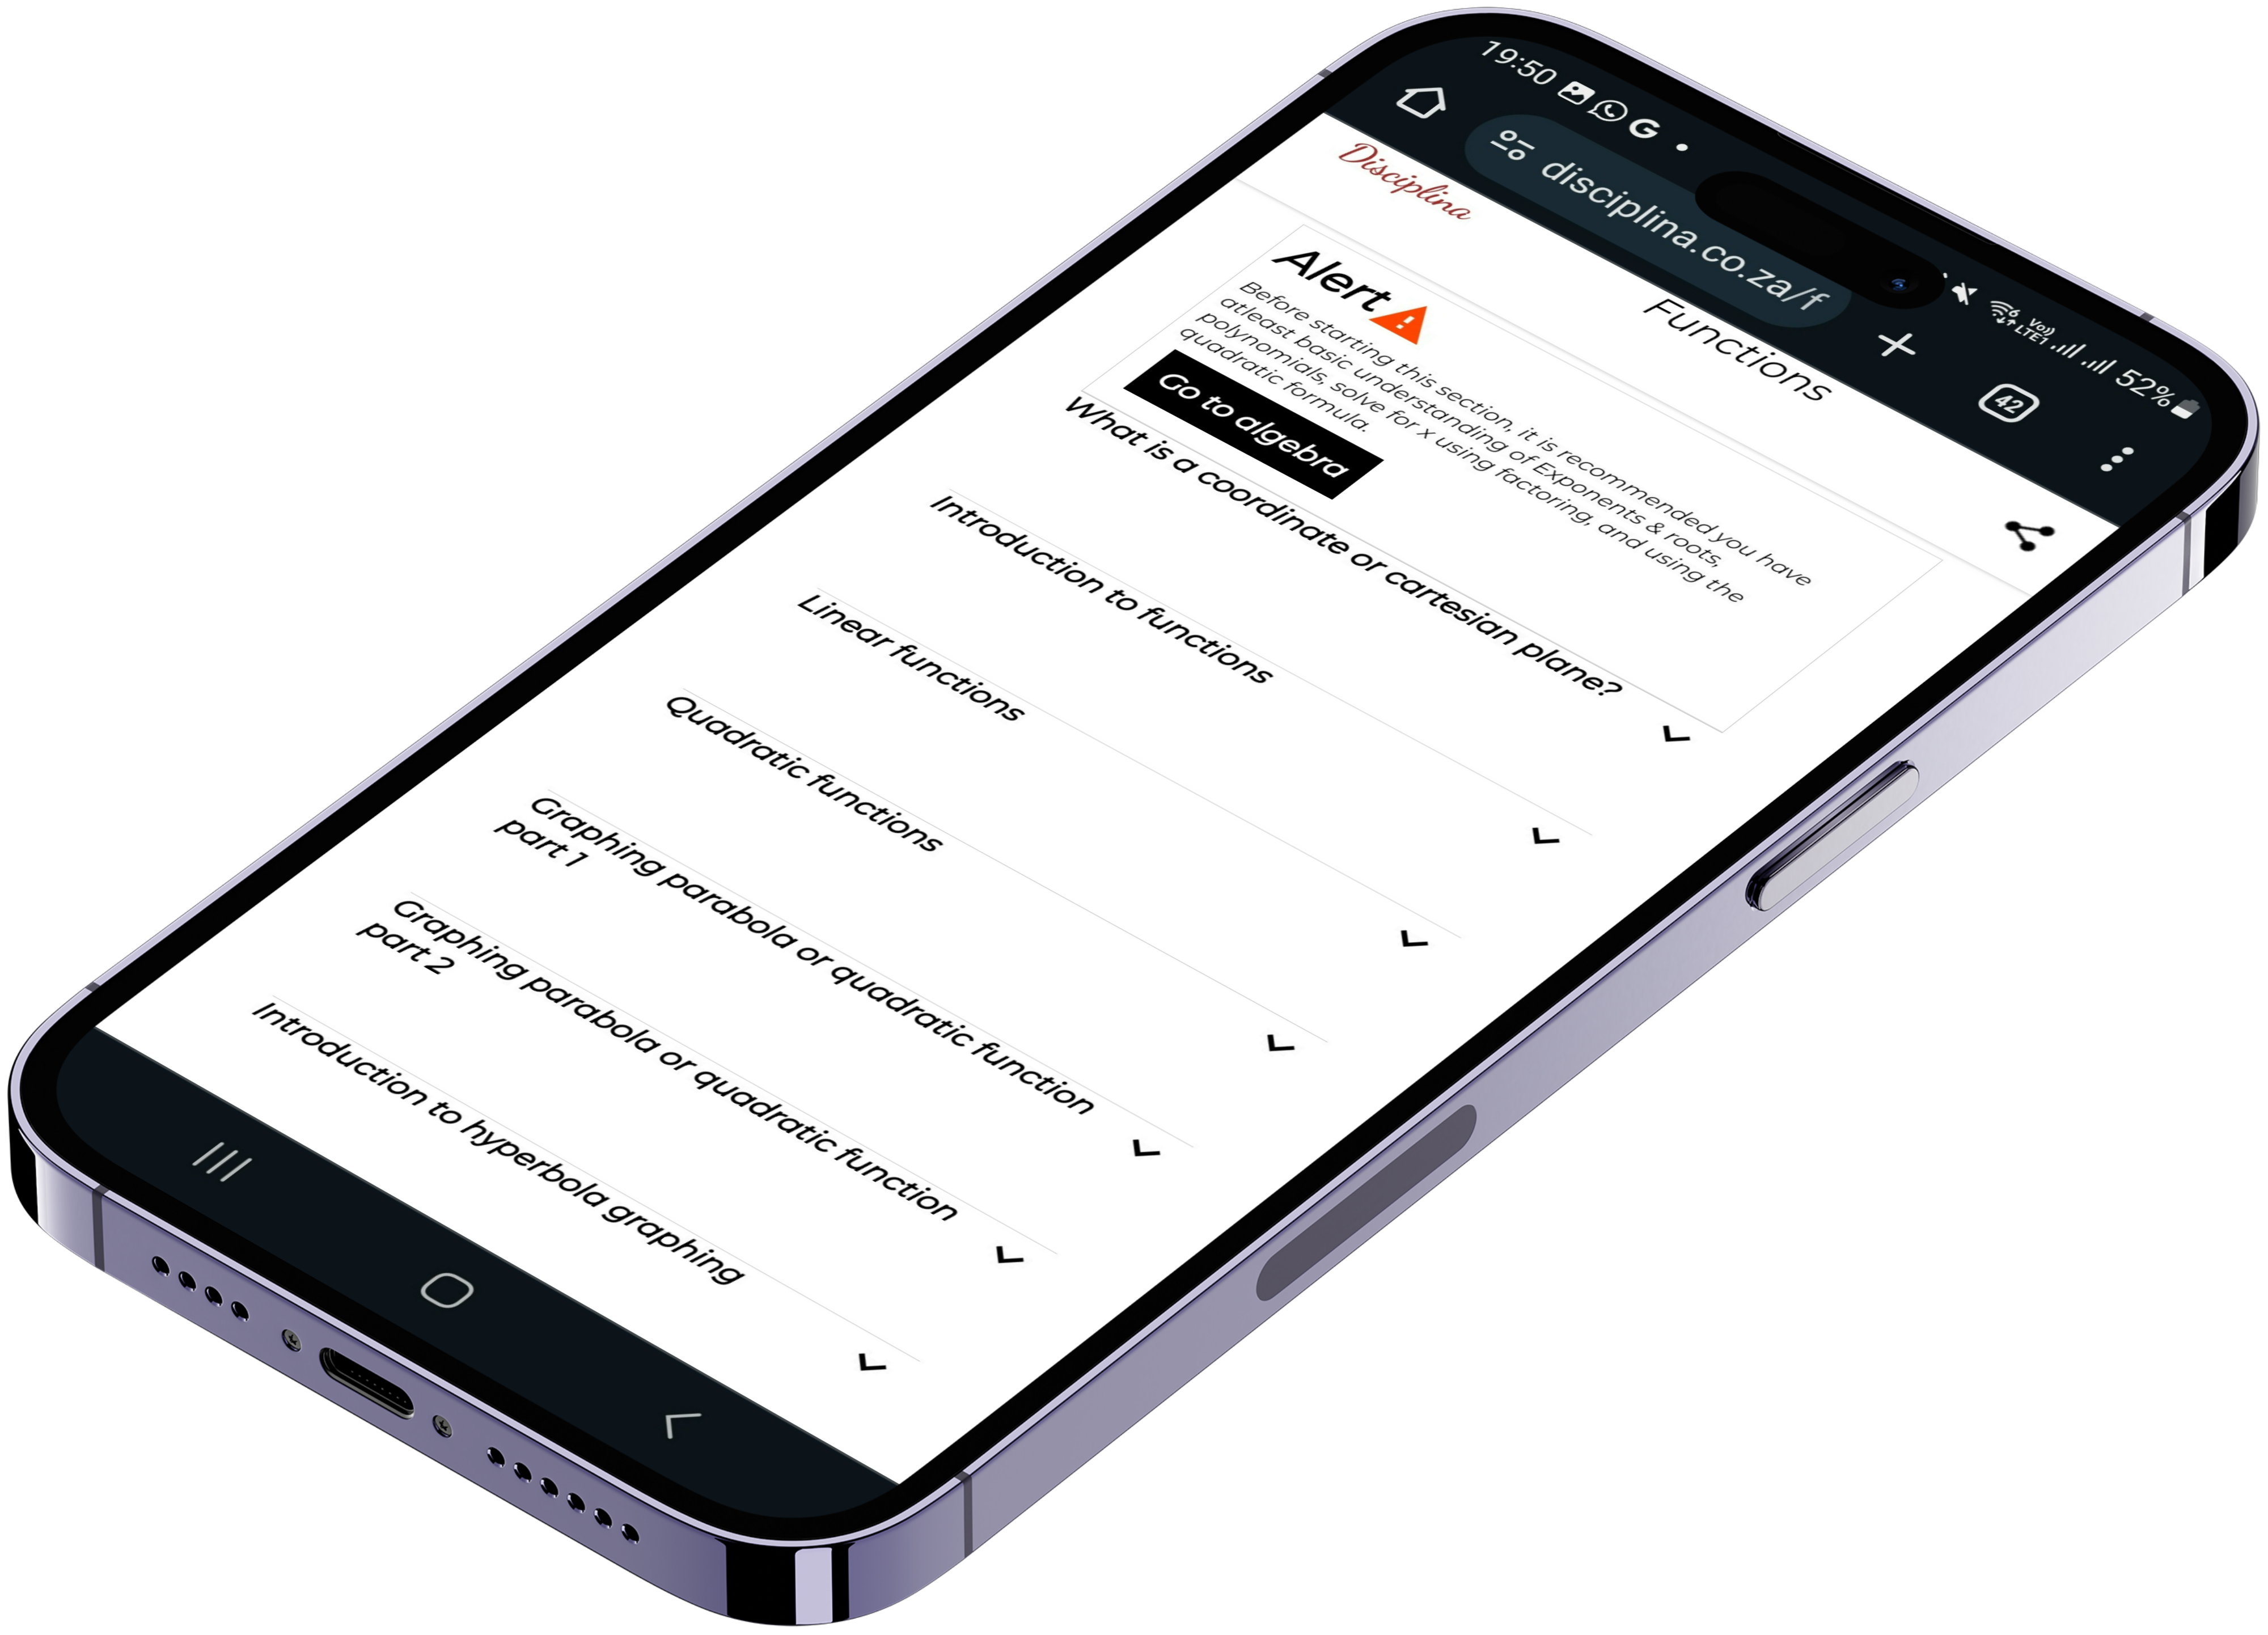 19:50
Vo))
LTE1
52%
disciplina.co.za/f
42
Disciplina
Functions
Alert
Before starting this section, it is recommended you have
atleast basic understanding of Exponents & roots,
polynomials, solve for x using factoring, and using the
quadratic formula.
Go to algebra
What is a coordinate or cartesian plane?
Introduction to functions
Linear functions
Quadratic functions
Graphing parabola or quadratic function
part 1
Graphing parabola or quadratic function
part 2
Introduction to hyperbola graphing